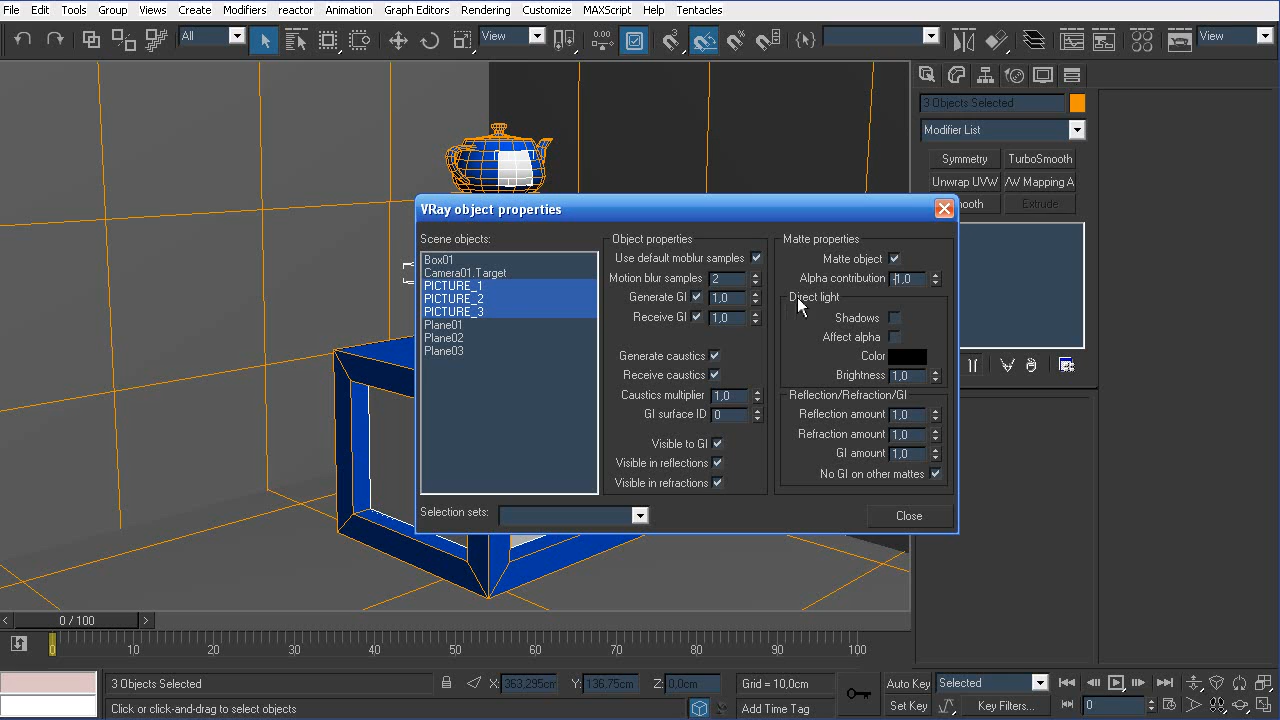 File Edit Tools Group Views Create Modifiers reactor Animation Graph Editors Rendering Customize MAXScript Help Tentacles
All
View
View
3 Objects Selected
Modifier List
Symmetry TurboSmooth
Unwrap UVW
VRay object properties
Scene objects:
Box01
Camera01.Target
PICTURE_1
PICTURE_2
PICTURE_3
Plane01
Plane02
Plane03
Object properties
Use default moblur samples
Motion blur samples 2
Generate GI 1,0
Receive GI 1,0
Generate caustics
Receive caustics
Caustics multiplier 1,0
GI surface ID 0
Visible to GI
Visible in reflections
Visible in refractions
Matte properties
Matte object
Alpha contribution -1,0
Direct light
Shadows
Affect alpha
Color
Brightness 1,0
Reflection/Refraction/GI
Reflection amount 1,0
Refraction amount 1,0
GI amount 1,0
No GI on other mattes
Selection sets:
Close
Extrude
0 / 100
0 10 20 30 40 50 60 70 80 90 100
3 Objects Selected X: 363,295cm Y: 136,75cm Z: 0,0cm Grid = 10,0cm
Auto Key Selected
Click or click-and-drag to select objects Add Time Tag
Set Key Key Filters... 0